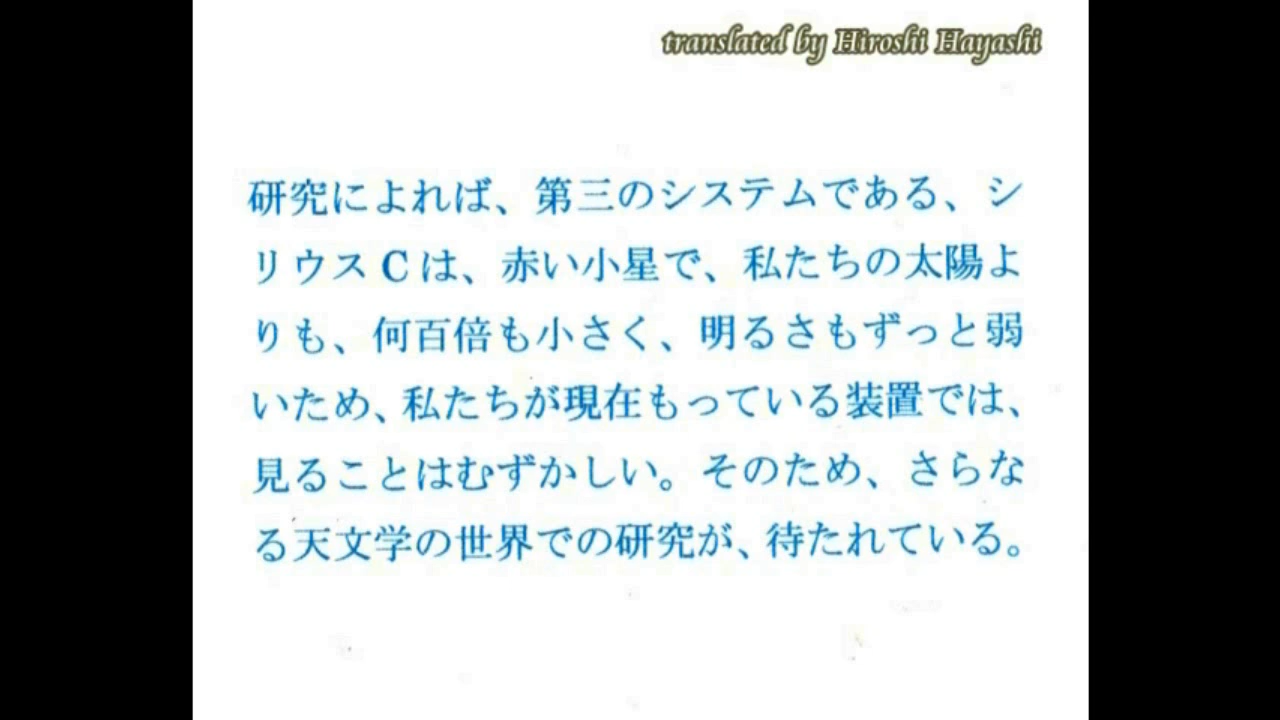 translated by Hiroshi Hayashi
研究によれば、第三のシステムである、シ
リウスCは、赤い小星で、私たちの太陽よ
りも、何百倍も小さく、明るさもずっと弱
いため、私たちが現在もっている装置では、
見ることはむずかしい。そのため、さらな
る天文学の世界での研究が、待たれている。